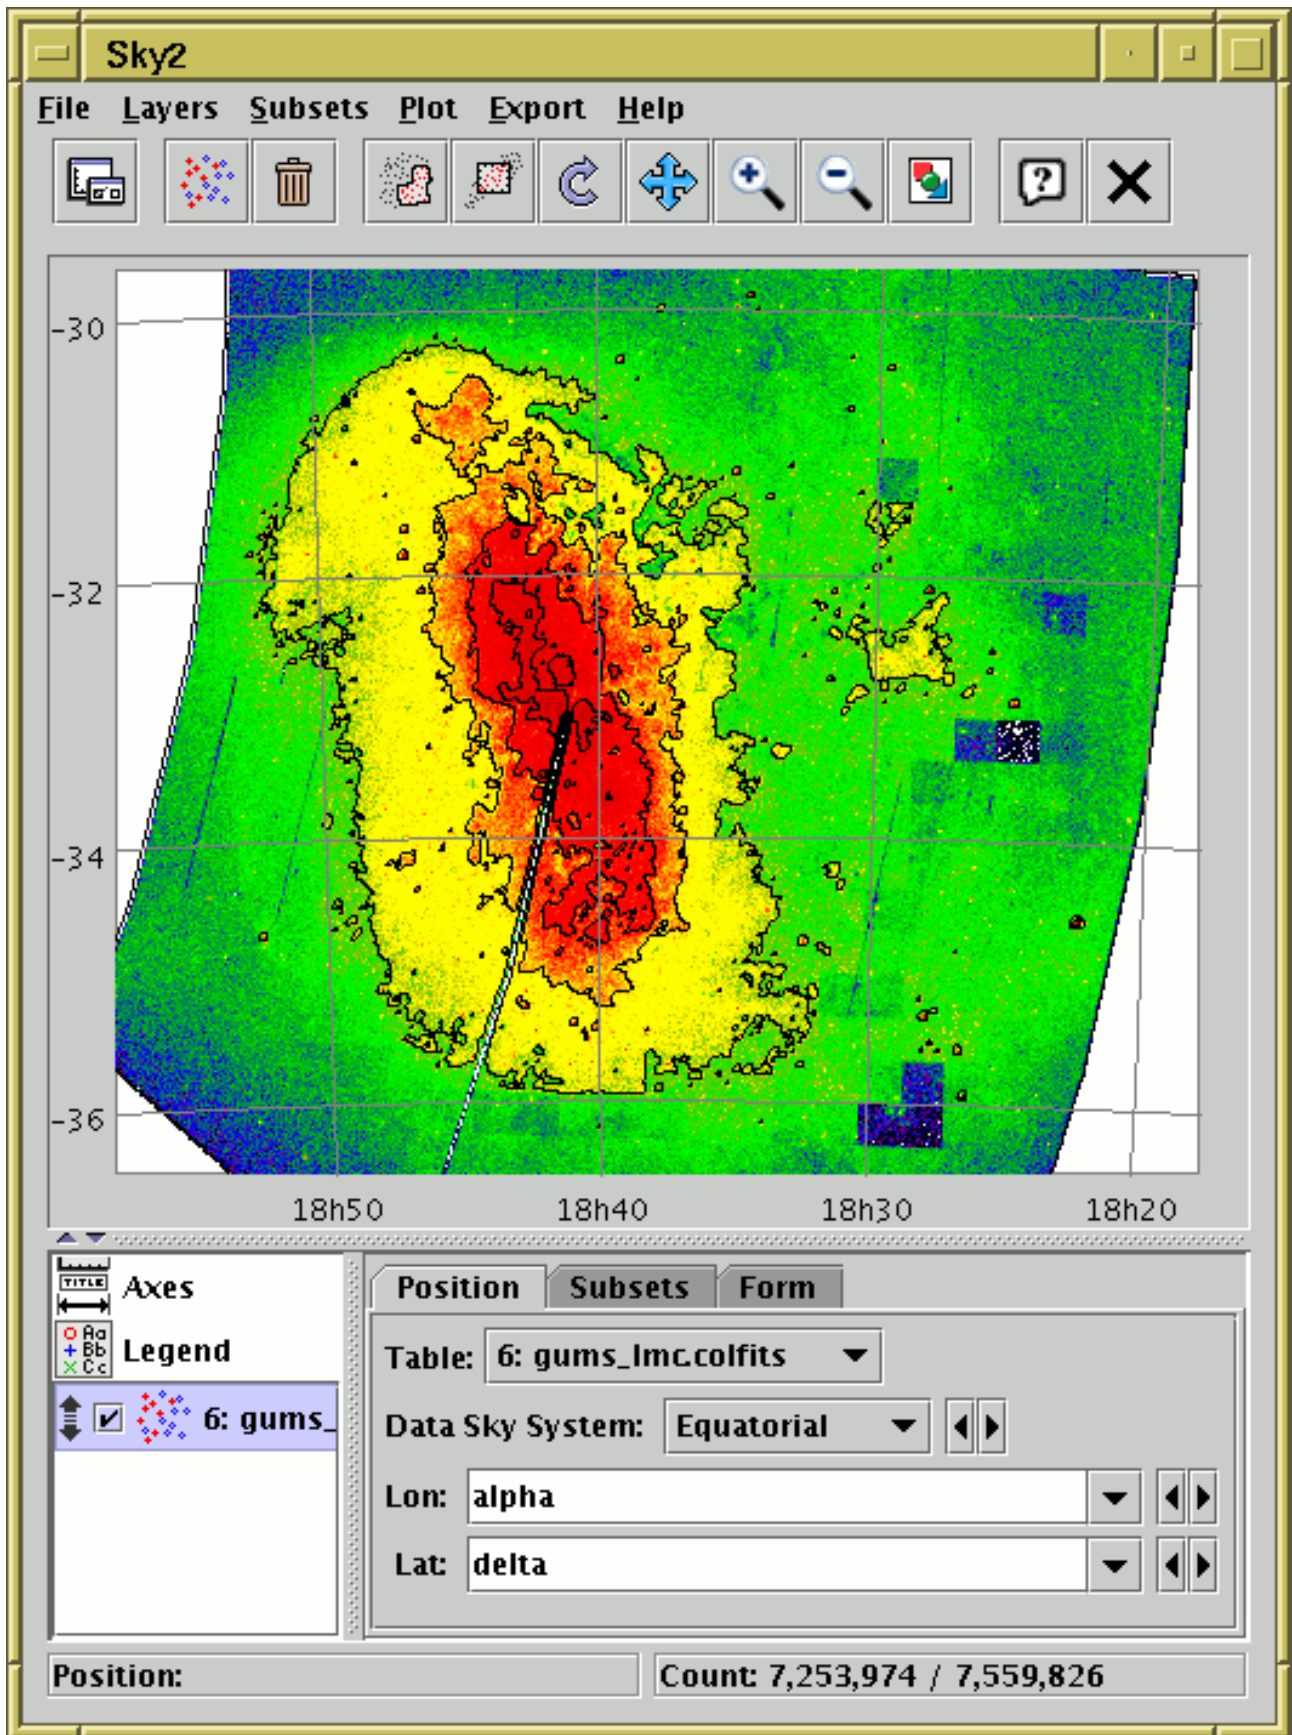 Sky2
File Layers Subsets Plot Export Help
-30
-32
-34
-36
18h50 18h40 18h30 18h20
TITLE
Axes
Aa
Bb
Cc
Legend
6: gums_
Position Subsets Form
Table: 6: gums_lmc.colfits
Data Sky System: Equatorial
Lon: alpha
Lat: delta
Position:
Count: 7,253,974 / 7,559,826